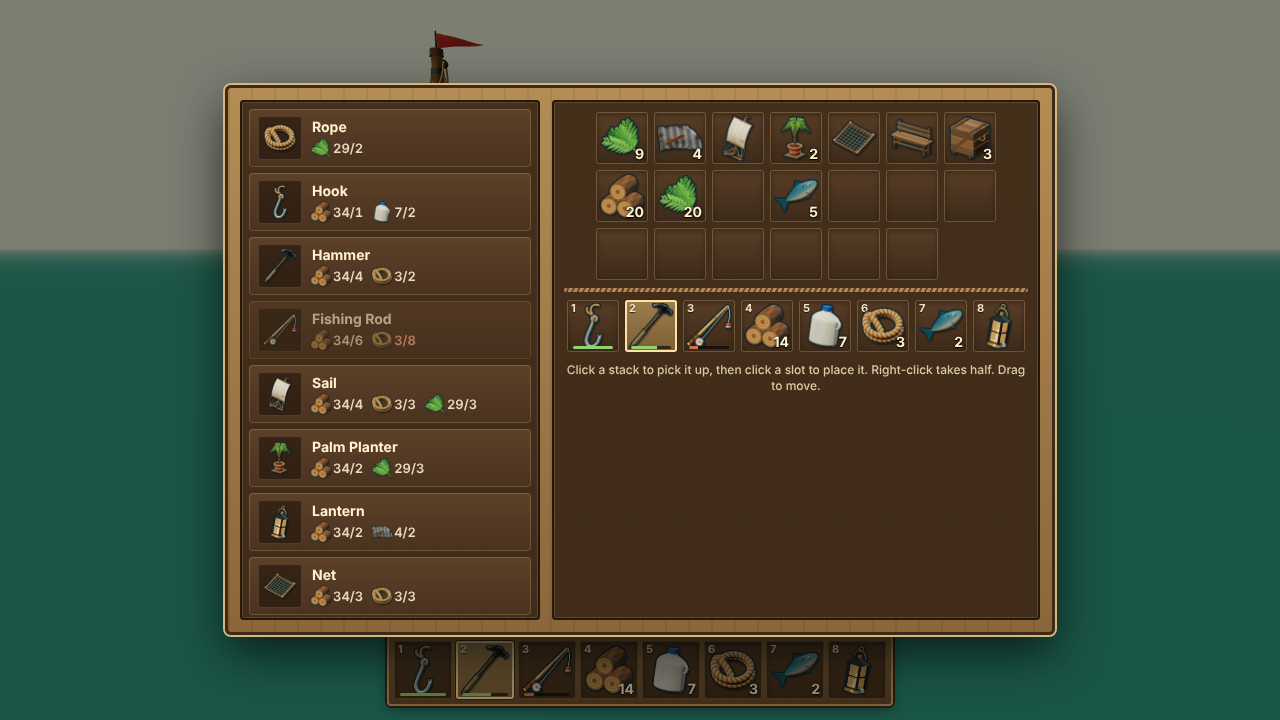 Rope
29/2
Hook
34/1 7/2
Hammer
34/4 3/2
Fishing Rod
34/6 3/8
Sail
34/4 3/3 29/3
Palm Planter
34/2 29/3
Lantern
34/2 4/2
Net
34/3 3/3
9 4 2 3
20 20 5
1 2 3 4 5 6 7 8
14 7 3 2
Click a stack to pick it up, then click a slot to place it. Right-click takes half. Drag
to move.
1 2 3 4 5 6 7 8
14 7 3 2